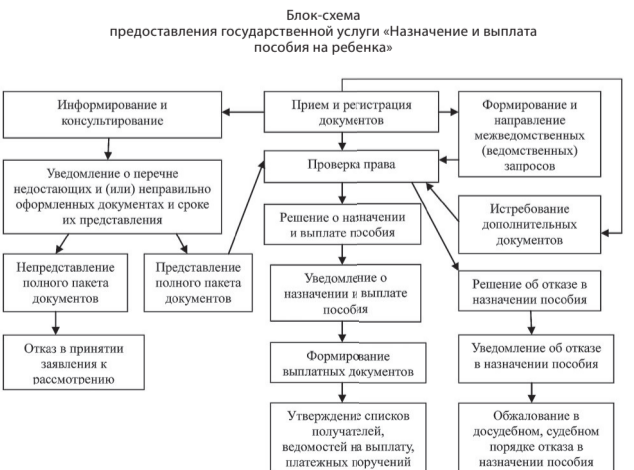 Блок-схема
предоставления государственной услуги «Назначение и выплата
пособия на ребенка»
Информирование и
консультирование
Прием и регистрация
документов
Формирование и
направление
межведомственных
(ведомственных)
запросов
Уведомление о перечне
недостающих и (или) неправильно
оформленных документах и сроке
их представления
Проверка права
Решение о назначении
и выплате пособия
Истребование
дополнительных
документов
Непредставление
полного пакета
документов
Представление
полного пакета
документов
Уведомление о
назначении и выплате
пособия
Решение об отказе в
назначении пособия
Отказ в принятии
заявления к
рассмотрению
Формирование
выплатных документов
Уведомление об отказе
в назначении пособия
Утверждение списков
получателей,
ведомостей на выплату,
платежных поручений
Обжалование в
досудебном, судебном
порядке отказа в
назначении пособия